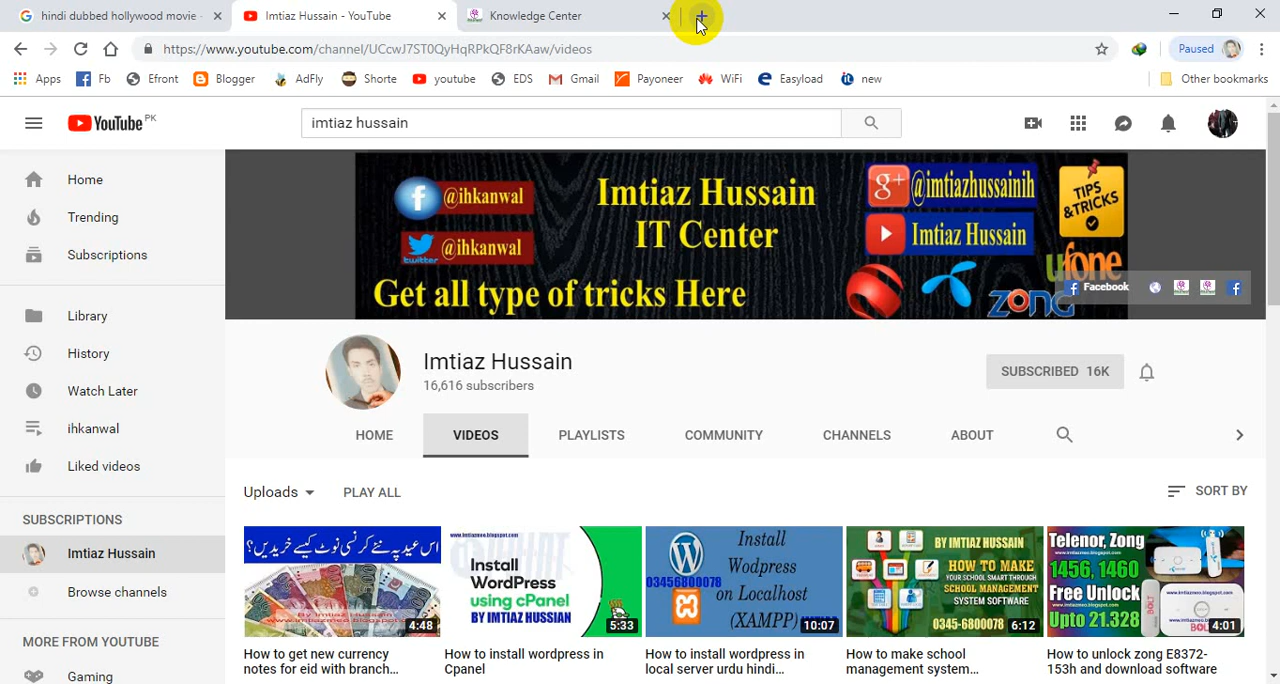 hindi dubbed hollywood movie -
Imtiaz Hussain - YouTube
Knowledge Center
https://www.youtube.com/channel/UCcwJ7ST0QyHqRPkQF8rKAaw/videos
Paused
Apps
Fb
Efront
Blogger
AdFly
Shorte
youtube
EDS
Gmail
Payoneer
WiFi
Easyload
new
Other bookmarks
YouTube PK
imtiaz hussain
Home
Trending
Subscriptions
Library
History
Watch Later
ihkanwal
Liked videos
SUBSCRIPTIONS
Imtiaz Hussain
Browse channels
MORE FROM YOUTUBE
Gaming
@ihkanwal
@ihkanwal
twitter
Imtiaz Hussain
IT Center
Get all type of tricks Here
g+ @imtiazhussainih
Imtiaz Hussain
TIPS
&TRICKS
ufone
zong
Facebook
Imtiaz Hussain
16,616 subscribers
SUBSCRIBED 16K
HOME
VIDEOS
PLAYLISTS
COMMUNITY
CHANNELS
ABOUT
Uploads
PLAY ALL
SORT BY
اس عید پہ نئے کرنسی نوٹ کیسے خریدیں؟
4:48
How to get new currency
notes for eid with branch...
Install
WordPress
using cPanel
BY IMTIAZ HUSSIAN
5:33
How to install wordpress in
Cpanel
Install
Wodpress
03456800078
on Localhost
(XAMPP)
10:07
How to install wordpress in
local server urdu hindi...
BY IMTIAZ HUSSAIN
HOW TO MAKE
YOUR SCHOOL SMART THROUGH
SCHOOL MANAGEMENT
SYSTEM SOFTWARE
0345-6800078
6:12
How to make school
management system...
Telenor, Zong
1456, 1460
Free Unlock
Upto 21.328
BOLT
4:01
How to unlock zong E8372-
153h and download software